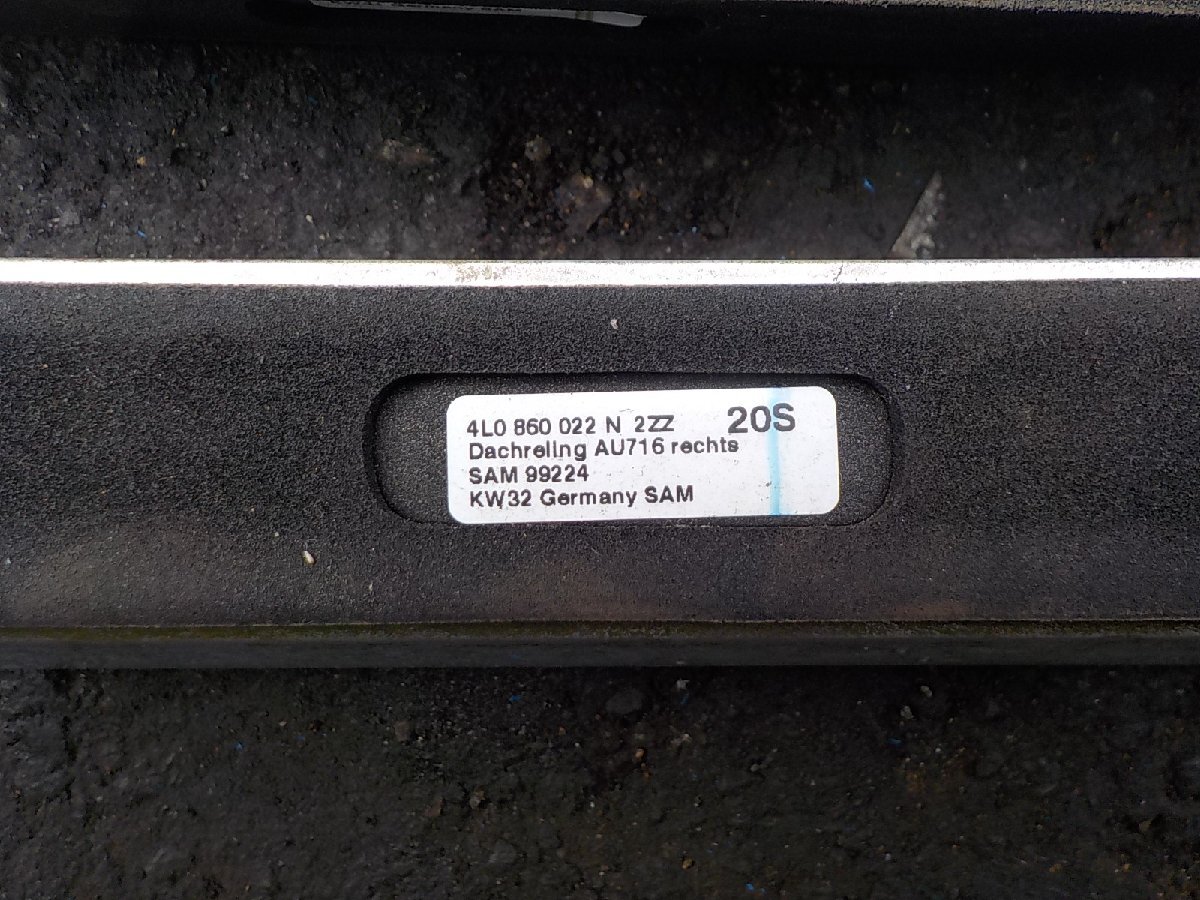 4L0 860 022 N 2ZZ 20S
Dachreling AU716 rechts
SAM 99224
KW32 Germany SAM